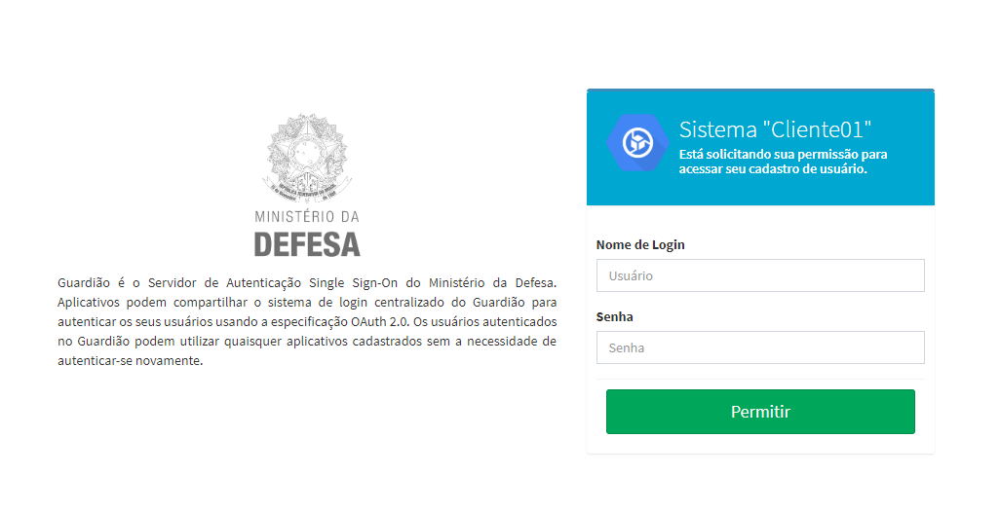 MINISTÉRIO DA
DEFESA
Guardião é o Servidor de Autenticação Single Sign-On do Ministério da Defesa.
Aplicativos podem compartilhar o sistema de login centralizado do Guardião para
autenticar os seus usuários usando a especificação OAuth 2.0. Os usuários autenticados
no Guardião podem utilizar quaisquer aplicativos cadastrados sem a necessidade de
autenticar-se novamente.
Sistema "Cliente01"
Está solicitando sua permissão para
acessar seu cadastro de usuário.
Nome de Login
Usuário
Senha
Senha
Permitir